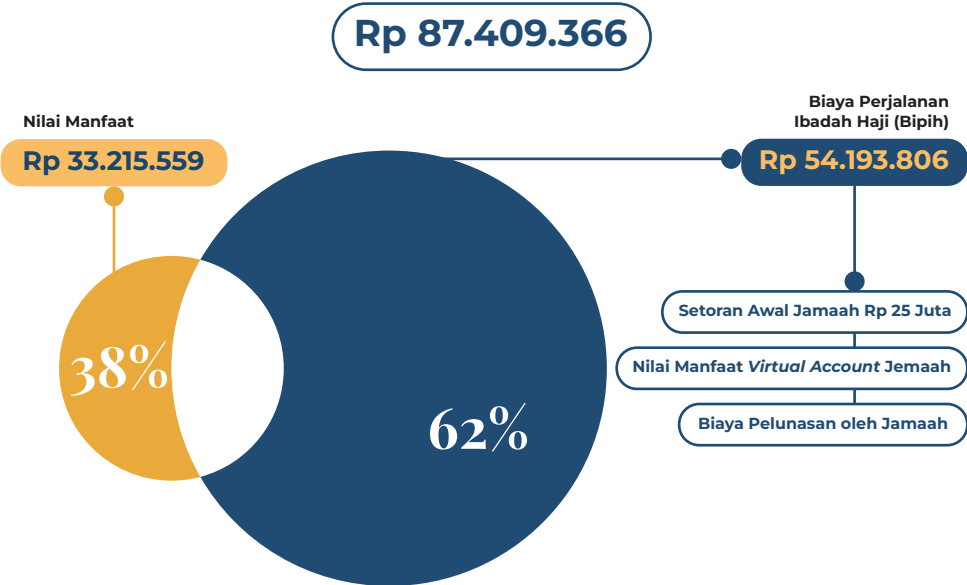 Rp 87.409.366
Nilai Manfaat
Rp 33.215.559
Biaya Perjalanan
Ibadah Haji (Bipih)
Rp 54.193.806
38%
62%
Setoran Awal Jamaah Rp 25 Juta
Nilai Manfaat Virtual Account Jemaah
Biaya Pelunasan oleh Jamaah